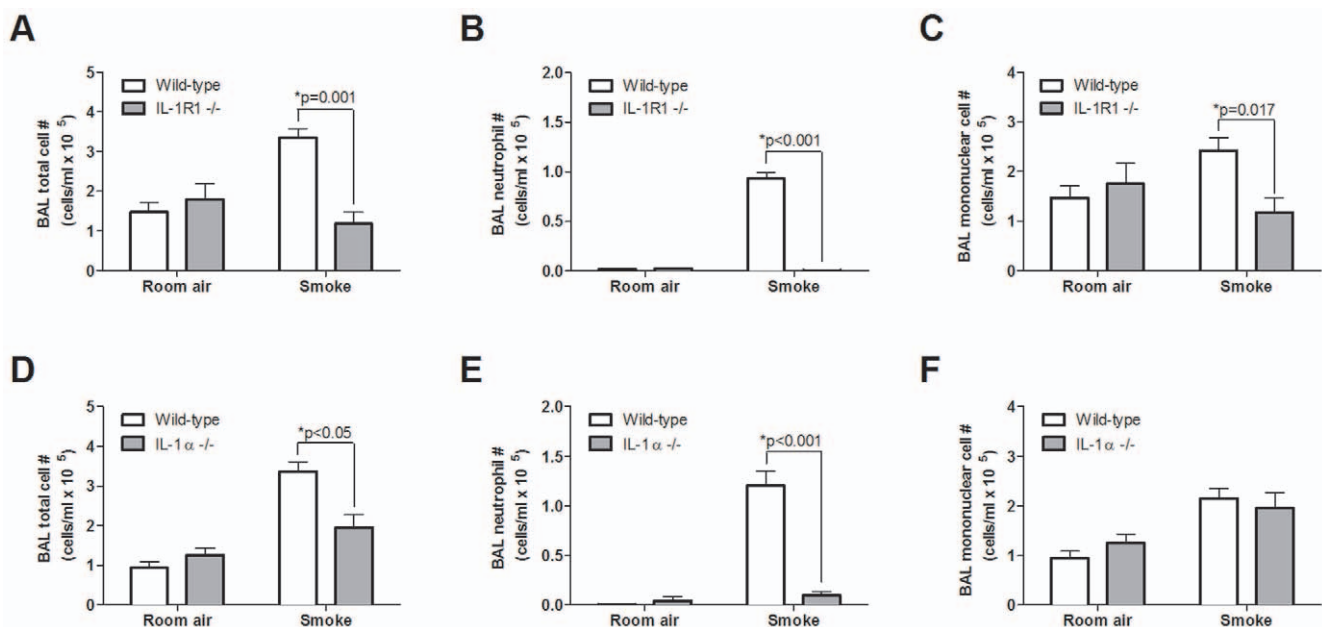 A
BAL total cell #
(cells/ml x 10 5)
5
4
3
2
1
0
Wild-type
IL-1R1 -/-
*p=0.001
Room air
Smoke
B
BAL neutrophil #
(cells/ml x 10 5)
2.0
1.5
1.0
0.5
0.0
Wild-type
IL-1R1 -/-
*p<0.001
Room air
Smoke
C
BAL mononuclear cell #
(cells/ml x 10 5)
4
3
2
1
0
Wild-type
IL-1R1 -/-
*p=0.017
Room air
Smoke
D
BAL total cell #
(cells/ml x 10 5)
5
4
3
2
1
0
Wild-type
IL-1 α -/-
*p<0.05
Room air
Smoke
E
BAL neutrophil #
(cells/ml x 10 5)
2.0
1.5
1.0
0.5
0.0
Wild-type
IL-1 α -/-
*p<0.001
Room air
Smoke
F
BAL mononuclear cell #
(cells/ml x 10 5)
4
3
2
1
0
Wild-type
IL-1 α -/-
Room air
Smoke